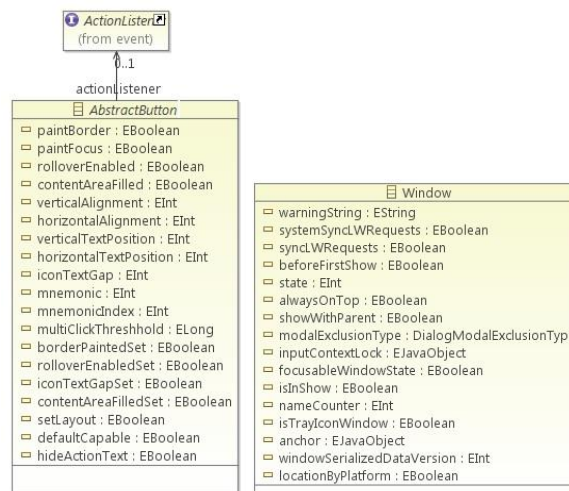 ActionListener
(from event)
0..1
actionListener
AbstractButton
paintBorder : EBoolean
paintFocus : EBoolean
rolloverEnabled : EBoolean
contentAreaFilled : EBoolean
verticalAlignment : EInt
horizontalAlignment : EInt
verticalTextPosition : EInt
horizontalTextPosition : EInt
iconTextGap : EInt
mnemonic : EInt
mnemonicIndex : EInt
multiClickThreshhold : ELong
borderPaintedSet : EBoolean
rolloverEnabledSet : EBoolean
iconTextGapSet : EBoolean
contentAreaFilledSet : EBoolean
setLayout : EBoolean
defaultCapable : EBoolean
hideActionText : EBoolean
Window
warningString : EString
systemSyncLWRequests : EBoolean
syncLWRequests : EBoolean
beforeFirstShow : EBoolean
state : EInt
alwaysOnTop : EBoolean
showWithParent : EBoolean
modalExclusionType : DialogModalExclusionTyp
inputContextLock : EJavaObject
focusableWindowState : EBoolean
isInShow : EBoolean
nameCounter : EInt
isTrayIconWindow : EBoolean
anchor : EJavaObject
windowSerializedDataVersion : EInt
locationByPlatform : EBoolean